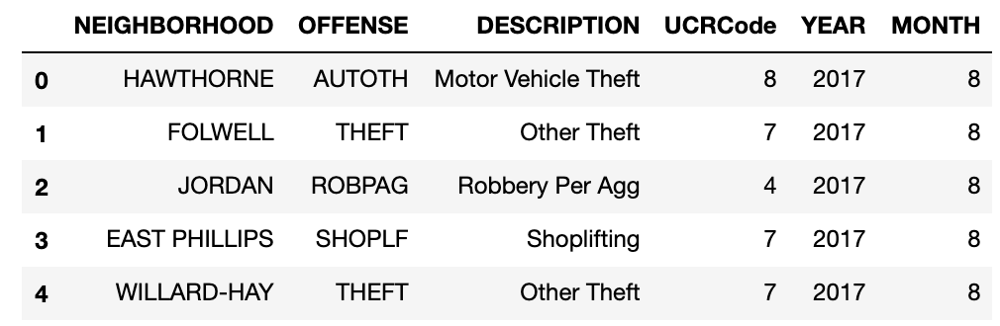 NEIGHBORHOOD OFFENSE DESCRIPTION UCRCode YEAR MONTH
0 HAWTHORNE AUTOTH Motor Vehicle Theft 8 2017 8
1 FOLWELL THEFT Other Theft 7 2017 8
2 JORDAN ROBPAG Robbery Per Agg 4 2017 8
3 EAST PHILLIPS SHOPLF Shoplifting 7 2017 8
4 WILLARD-HAY THEFT Other Theft 7 2017 8